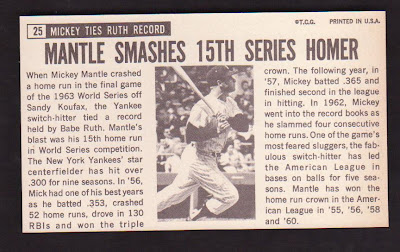 25 MICKEY TIES RUTH RECORD
©T.C.G. PRINTED IN U.S.A.
MANTLE SMASHES 15TH SERIES HOMER
When Mickey Mantle crashed
a home run in the final game
of the 1963 World Series off
Sandy Koufax, the Yankee
switch-hitter tied a record
held by Babe Ruth. Mantle's
blast was his 15th home run
in World Series competition.
The New York Yankees' star
centerfielder has hit over
.300 for nine seasons. In '56,
Mick had one of his best years
as he batted .353, crashed
52 home runs, drove in 130
RBIs and won the triple
crown. The following year, in
'57, Mickey batted .365 and
finished second in the league
in hitting. In 1962, Mickey
went into the record books as
he slammed four consecutive
home runs. One of the game's
most feared sluggers, the fab-
ulous switch-hitter has led
the American League in
bases on balls for five sea-
sons. Mantle has won the
home run crown in the Am-
erican League in '55, '56, '58
and '60.